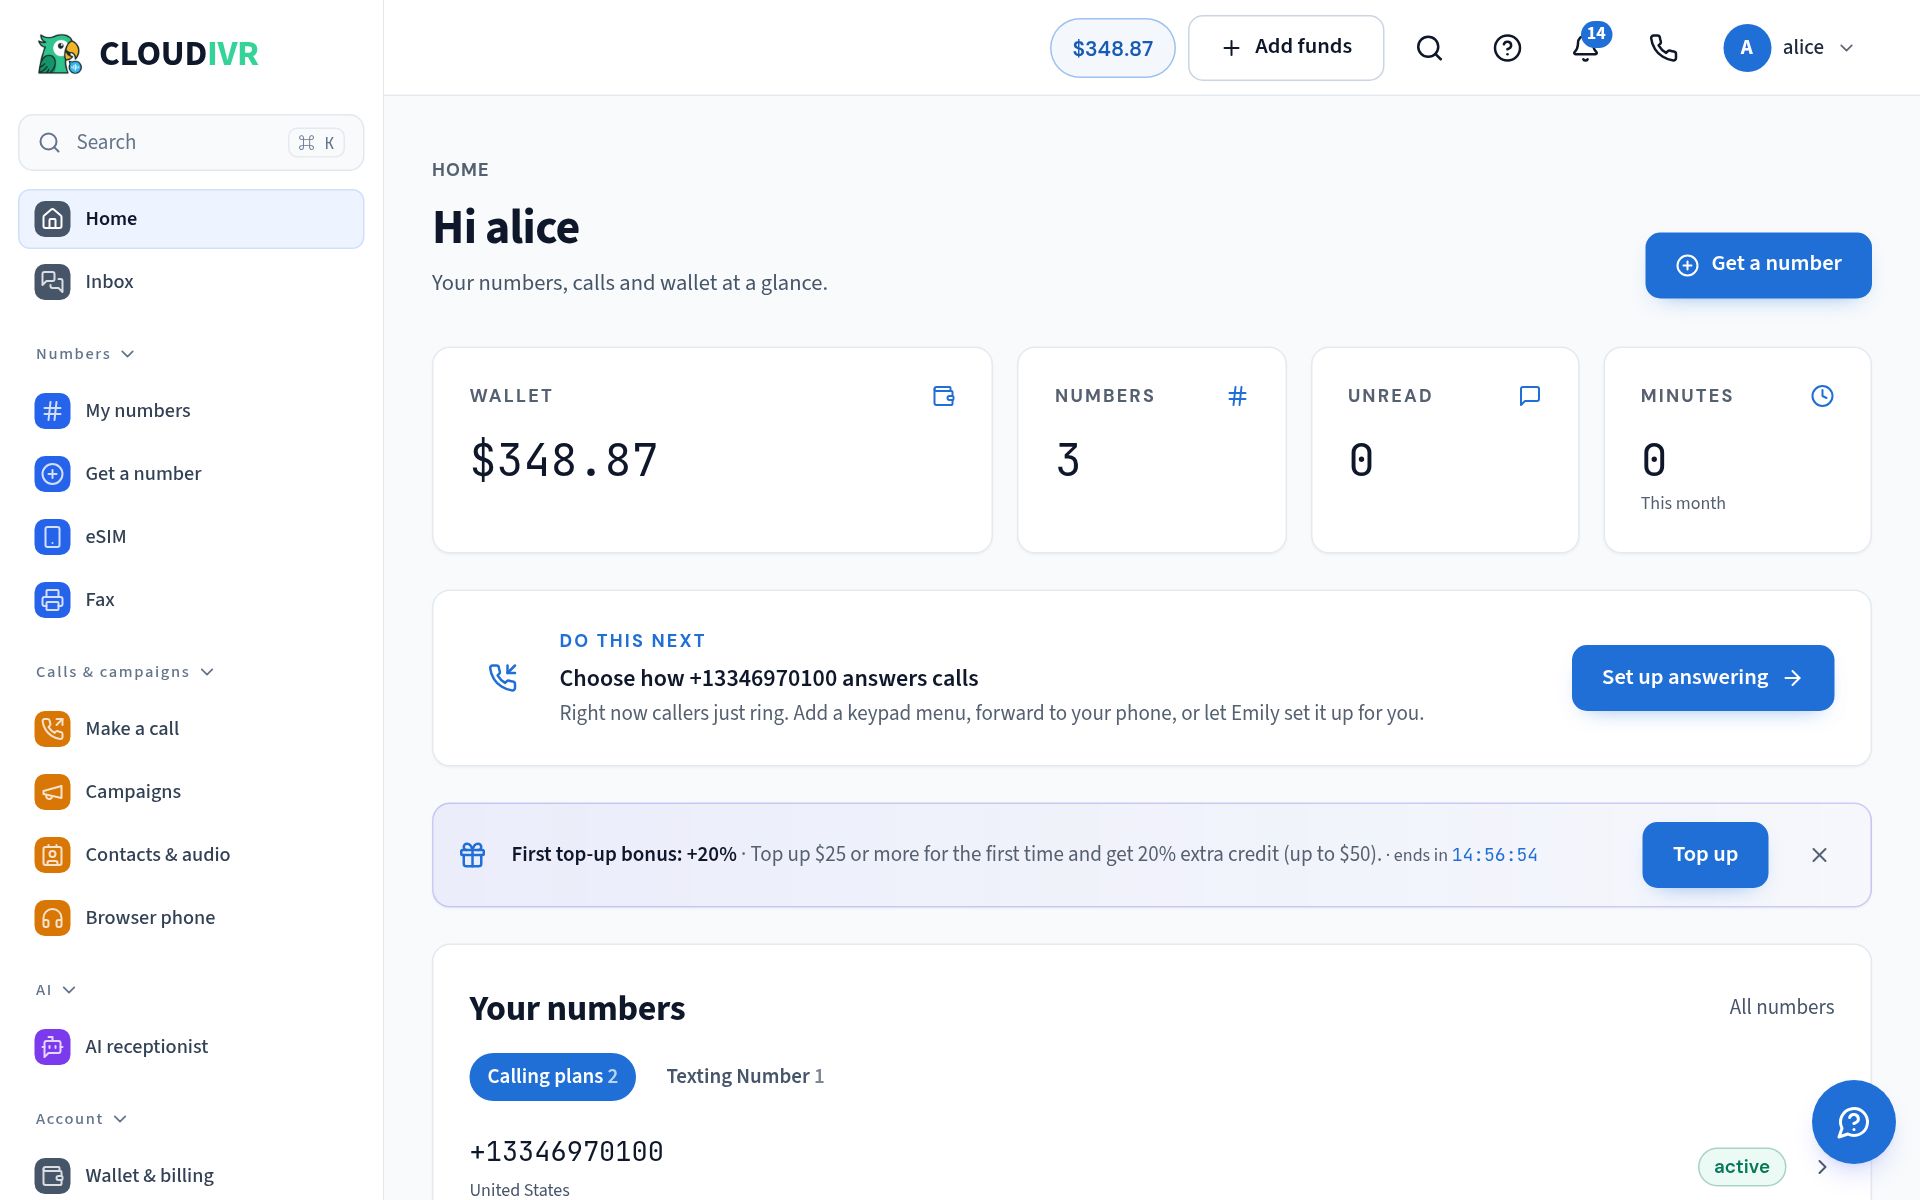 CLOUDIVR
Search ⌘ K
Home
Inbox
Numbers
My numbers
Get a number
eSIM
Fax
Calls & campaigns
Make a call
Campaigns
Contacts & audio
Browser phone
AI
AI receptionist
Account
Wallet & billing
$348.87
Add funds
14
A alice
HOME
Hi alice
Your numbers, calls and wallet at a glance.
Get a number
WALLET
$348.87
NUMBERS
3
UNREAD
0
MINUTES
0
This month
DO THIS NEXT
Choose how +13346970100 answers calls
Right now callers just ring. Add a keypad menu, forward to your phone, or let Emily set it up for you.
Set up answering
First top-up bonus: +20% · Top up $25 or more for the first time and get 20% extra credit (up to $50). · ends in 14:56:54
Top up
Your numbers
All numbers
Calling plans 2
Texting Number 1
+13346970100
United States
active